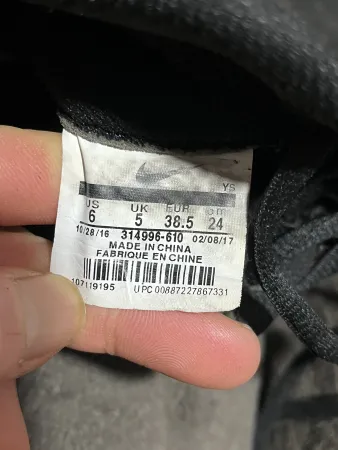 YS
US UK EUR cm
6 5 38.5 24
10/28/16 314996-610 02/08/17
MADE IN CHINA
FABRIQUE EN CHINE
107119195 UPC 00887227867331